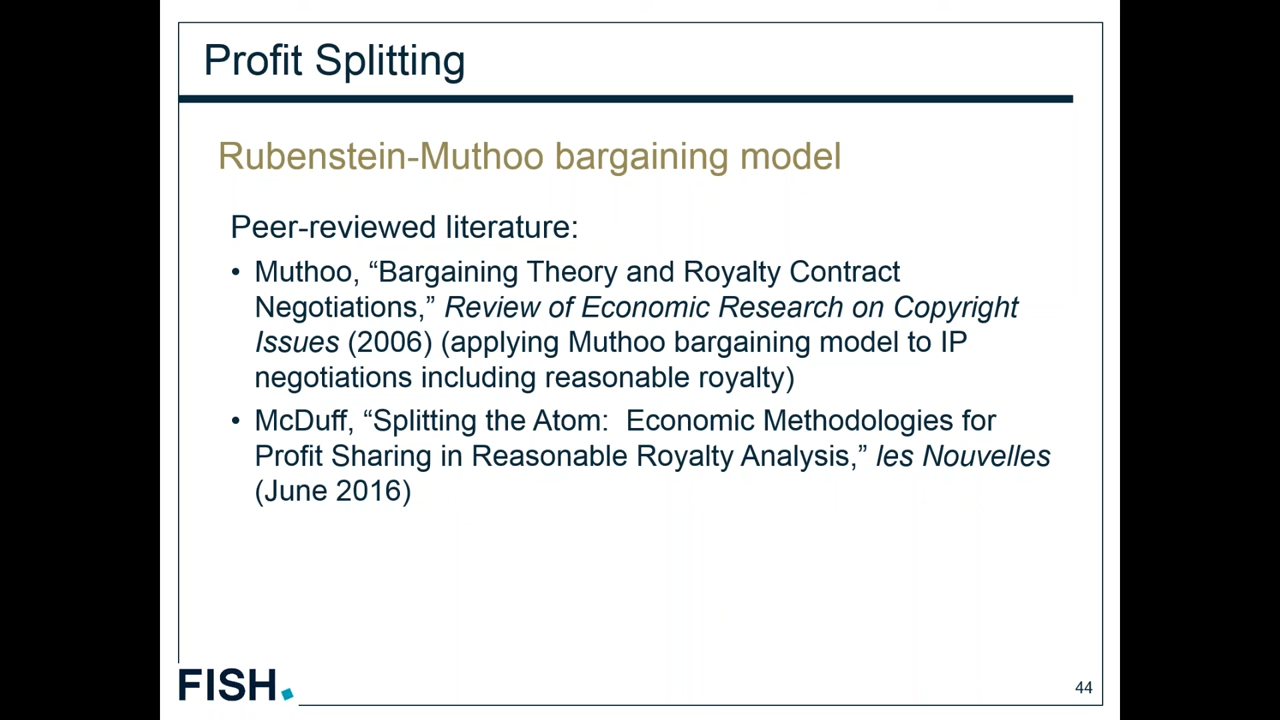 Profit Splitting
Rubenstein-Muthoo bargaining model
Peer-reviewed literature:
• Muthoo, “Bargaining Theory and Royalty Contract
Negotiations,” Review of Economic Research on Copyright
Issues (2006) (applying Muthoo bargaining model to IP
negotiations including reasonable royalty)
• McDuff, “Splitting the Atom:  Economic Methodologies for
Profit Sharing in Reasonable Royalty Analysis,” les Nouvelles
(June 2016)
FISH.
44